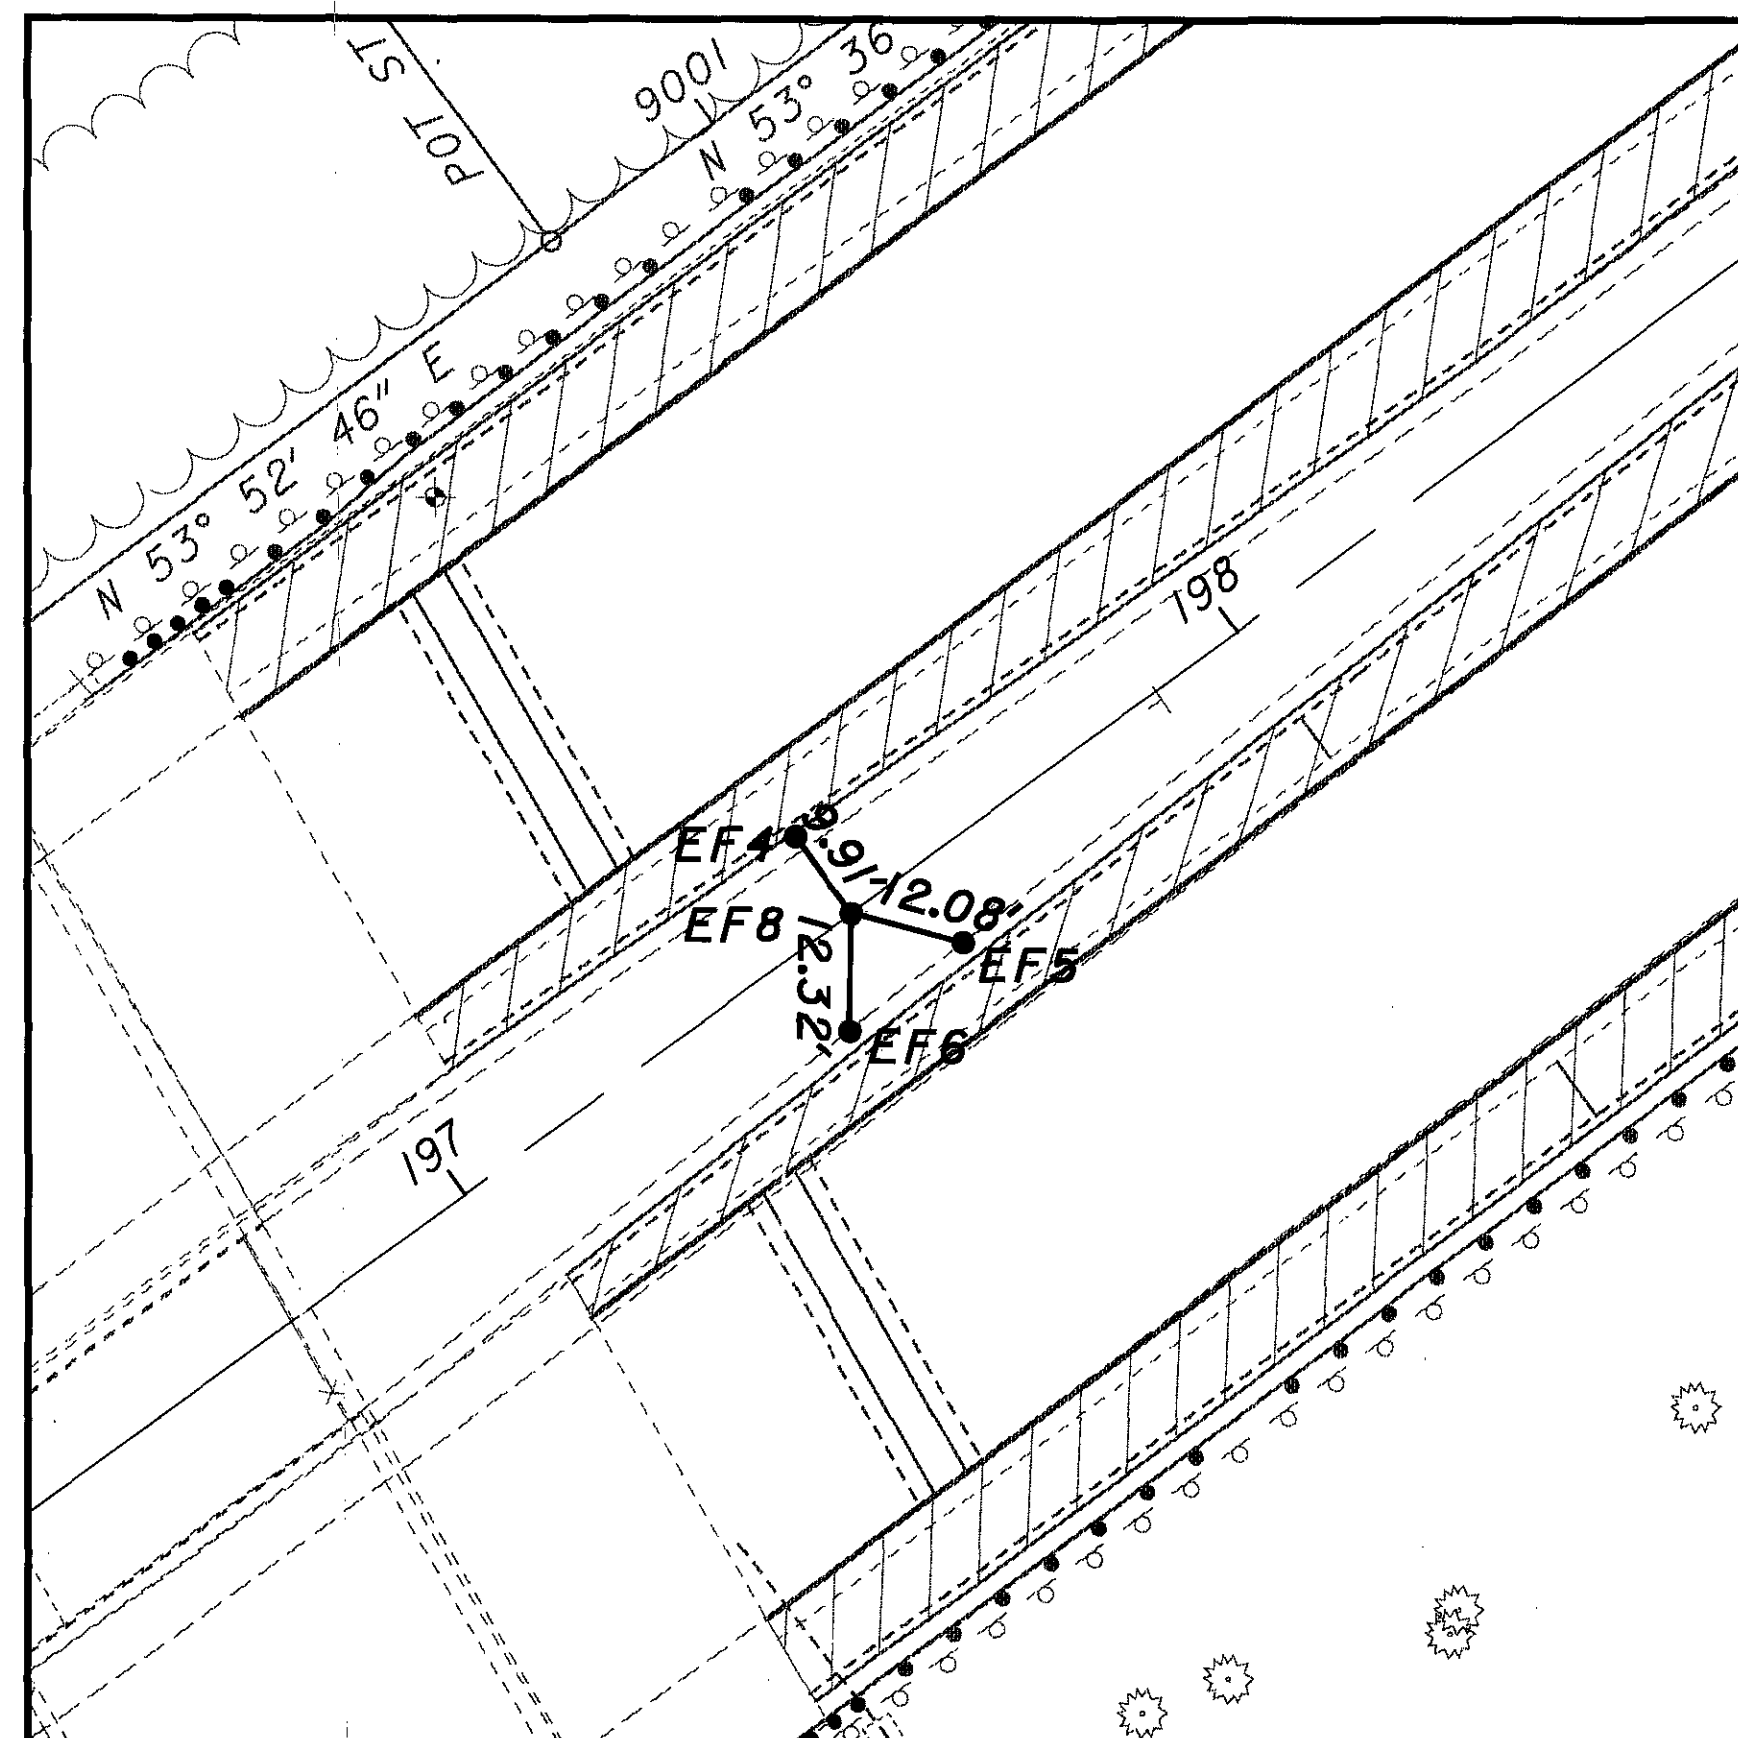 POT ST
9001
N 53° 36
N 53° 52' 46" E
198
EF4
9.91'
12.08'
EF8
EF5
12.32'
EF6
197